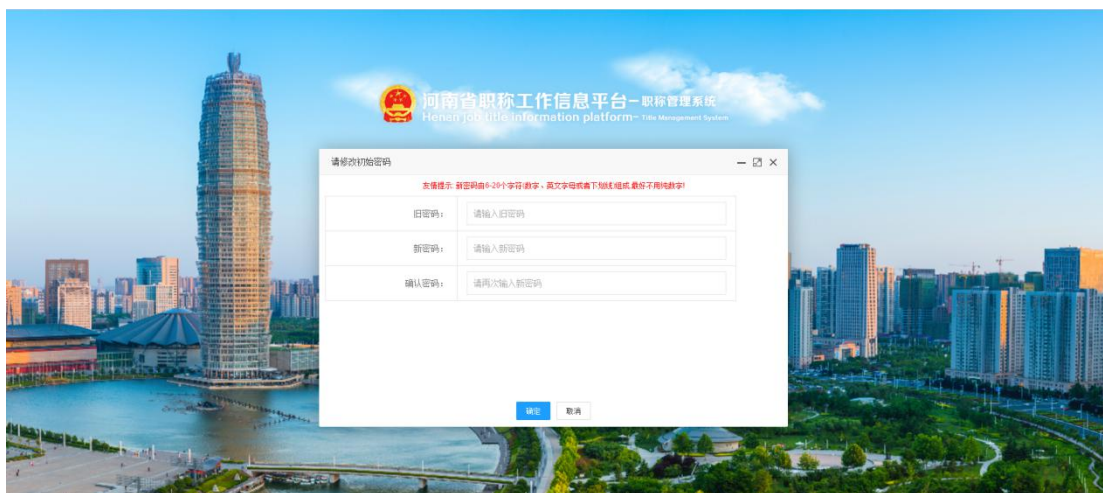 河南省职称工作信息平台-职称管理系统
Henan job title information platform- Title Management System
请修改初始密码
友情提示: 新密码由6-20个字符(数字、英文字母或者下划线)组成,最好不用纯数字!
旧密码: 请输入旧密码
新密码: 请输入新密码
确认密码: 请再次输入新密码
确定 取消